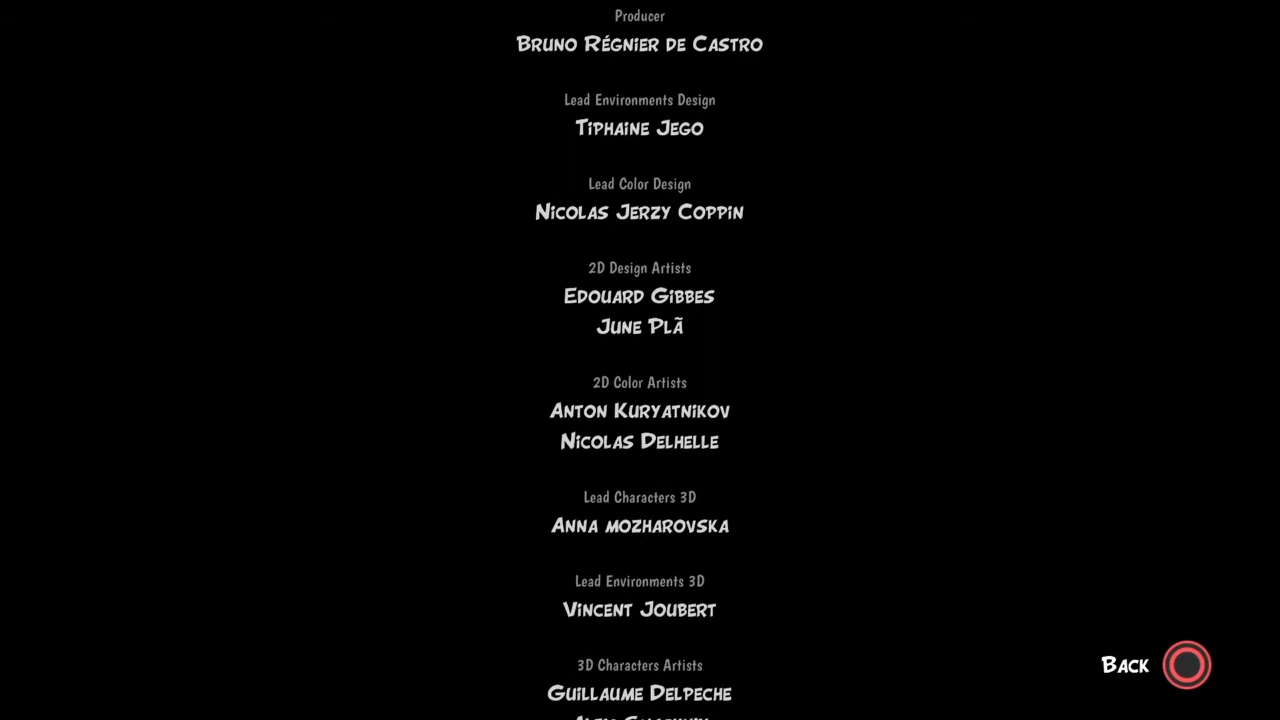 Producer
Bruno Régnier de Castro
Lead Environments Design
Tiphaine Jego
Lead Color Design
Nicolas Jerzy Coppin
2D Design Artists
Edouard Gibbes
June Plã
2D Color Artists
Anton Kuryatnikov
Nicolas Delhelle
Lead Characters 3D
Anna mozharovska
Lead Environments 3D
Vincent Joubert
3D Characters Artists
Guillaume Delpeche
Back